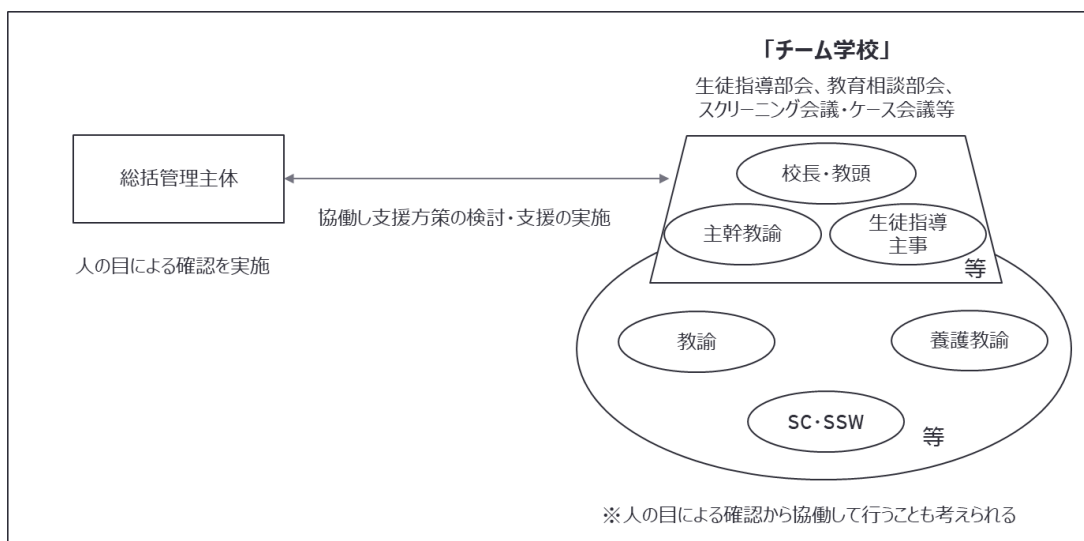 「チーム学校」
生徒指導部会、教育相談部会、
スクリーニング会議・ケース会議等
総括管理主体
校長・教頭
協働し支援方策の検討・支援の実施
主幹教諭
生徒指導
主事
人の目による確認を実施
等
教諭
養護教諭
SC・SSW
等
※人の目による確認から協働して行うことも考えられる